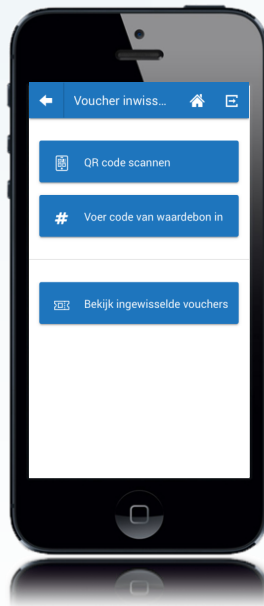 Voucher inwiss...
QR code scannen
# Voer code van waardebon in
Bekijk ingewisselde vouchers